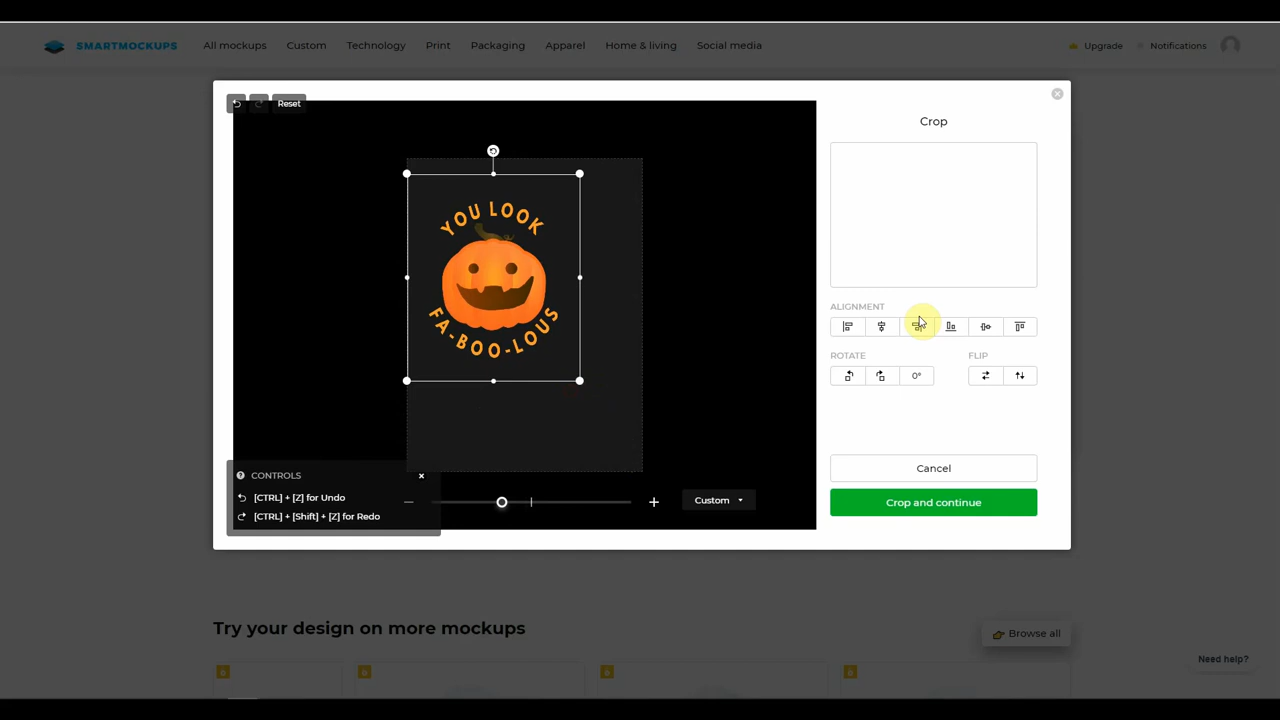 SMARTMOCKUPS
All mockups
Custom
Technology
Print
Packaging
Apparel
Home & living
Social media
Upgrade
Notifications
Reset
Crop
YOU LOOK
FA-BOO-LOUS
ALIGNMENT
ROTATE
FLIP
0°
CONTROLS
[CTRL] + [Z] for Undo
[CTRL] + [Shift] + [Z] for Redo
Custom
Cancel
Crop and continue
Try your design on more mockups
Browse all
Need help?